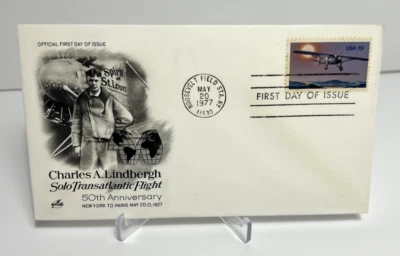 OFFICIAL FIRST DAY OF ISSUE
Spirit
of
St. Louis
USA 13c
ROOSEVELT FIELD STA. NY
MAY
20
1977
11530
FIRST DAY OF ISSUE
Charles A. Lindbergh
Solo Transatlantic Flight
50th Anniversary
NEW YORK TO PARIS MAY 20-21, 1927